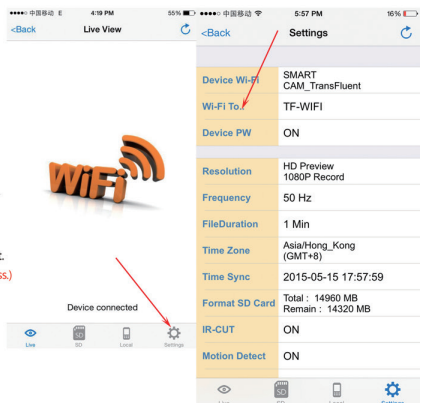 ●●●●○ 中国移动 E 4:19 PM 55%
<Back Live View
WiFi
t.
s.)
Device connected
Live SD Local Settings
●●●●○ 中国移动 5:57 PM 16%
<Back Settings
Device Wi-Fi SMART
CAM_TransFluent
Wi-Fi To.. TF-WIFI
Device PW ON
Resolution HD Preview
1080P Record
Frequency 50 Hz
FileDuration 1 Min
Time Zone Asia/Hong_Kong
(GMT+8)
Time Sync 2015-05-15 17:57:59
Format SD Card Total : 14960 MB
Remain : 14320 MB
IR-CUT ON
Motion Detect ON
Live SD Local Settings